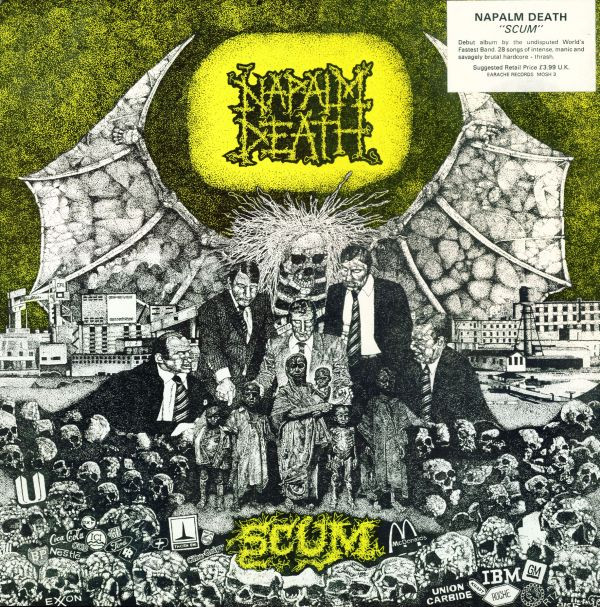 NAPALM DEATH
"SCUM"
Debut album by the undisputed World's
Fastest Band. 28 songs of intense, manic and
savagely brutal hardcore - thrash.
Suggested Retail Price £3.99 U.K.
EARACHE RECORDS MOSH 3
NAPALM
DEATH
SCUM
Coca Cola
BP
Nestlé
EXXON
McDonalds
IBM
GM
UNION
CARBIDE
ROCHE